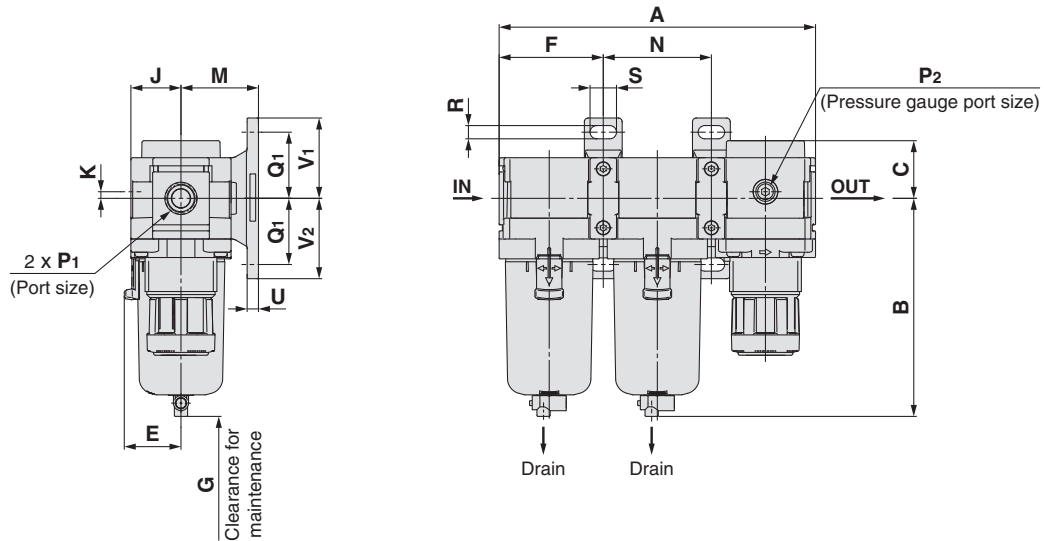 J
M
K
Q1
V1
Q1
V2
2 x P1
(Port size)
U
E
G
Clearance for
maintenance
A
F
N
S
R
P2
(Pressure gauge port size)
C
IN
OUT
B
Drain
Drain